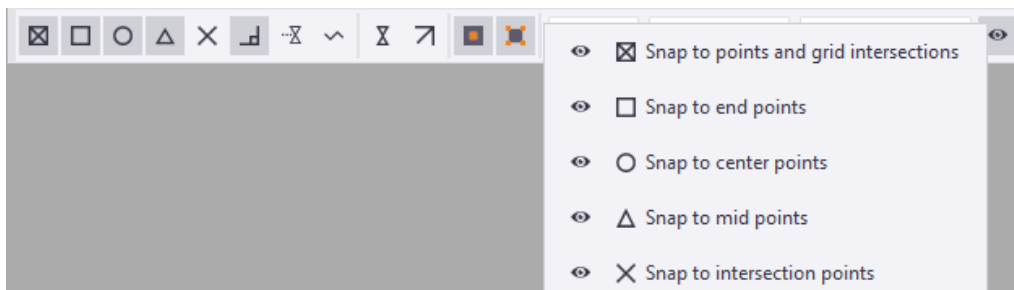 Snap to points and grid intersections
Snap to end points
Snap to center points
Snap to mid points
Snap to intersection points